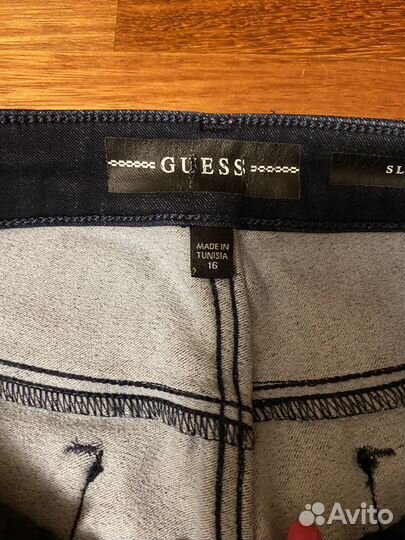 GUESS
SL
MADE IN
TUNISIA
16
Avito